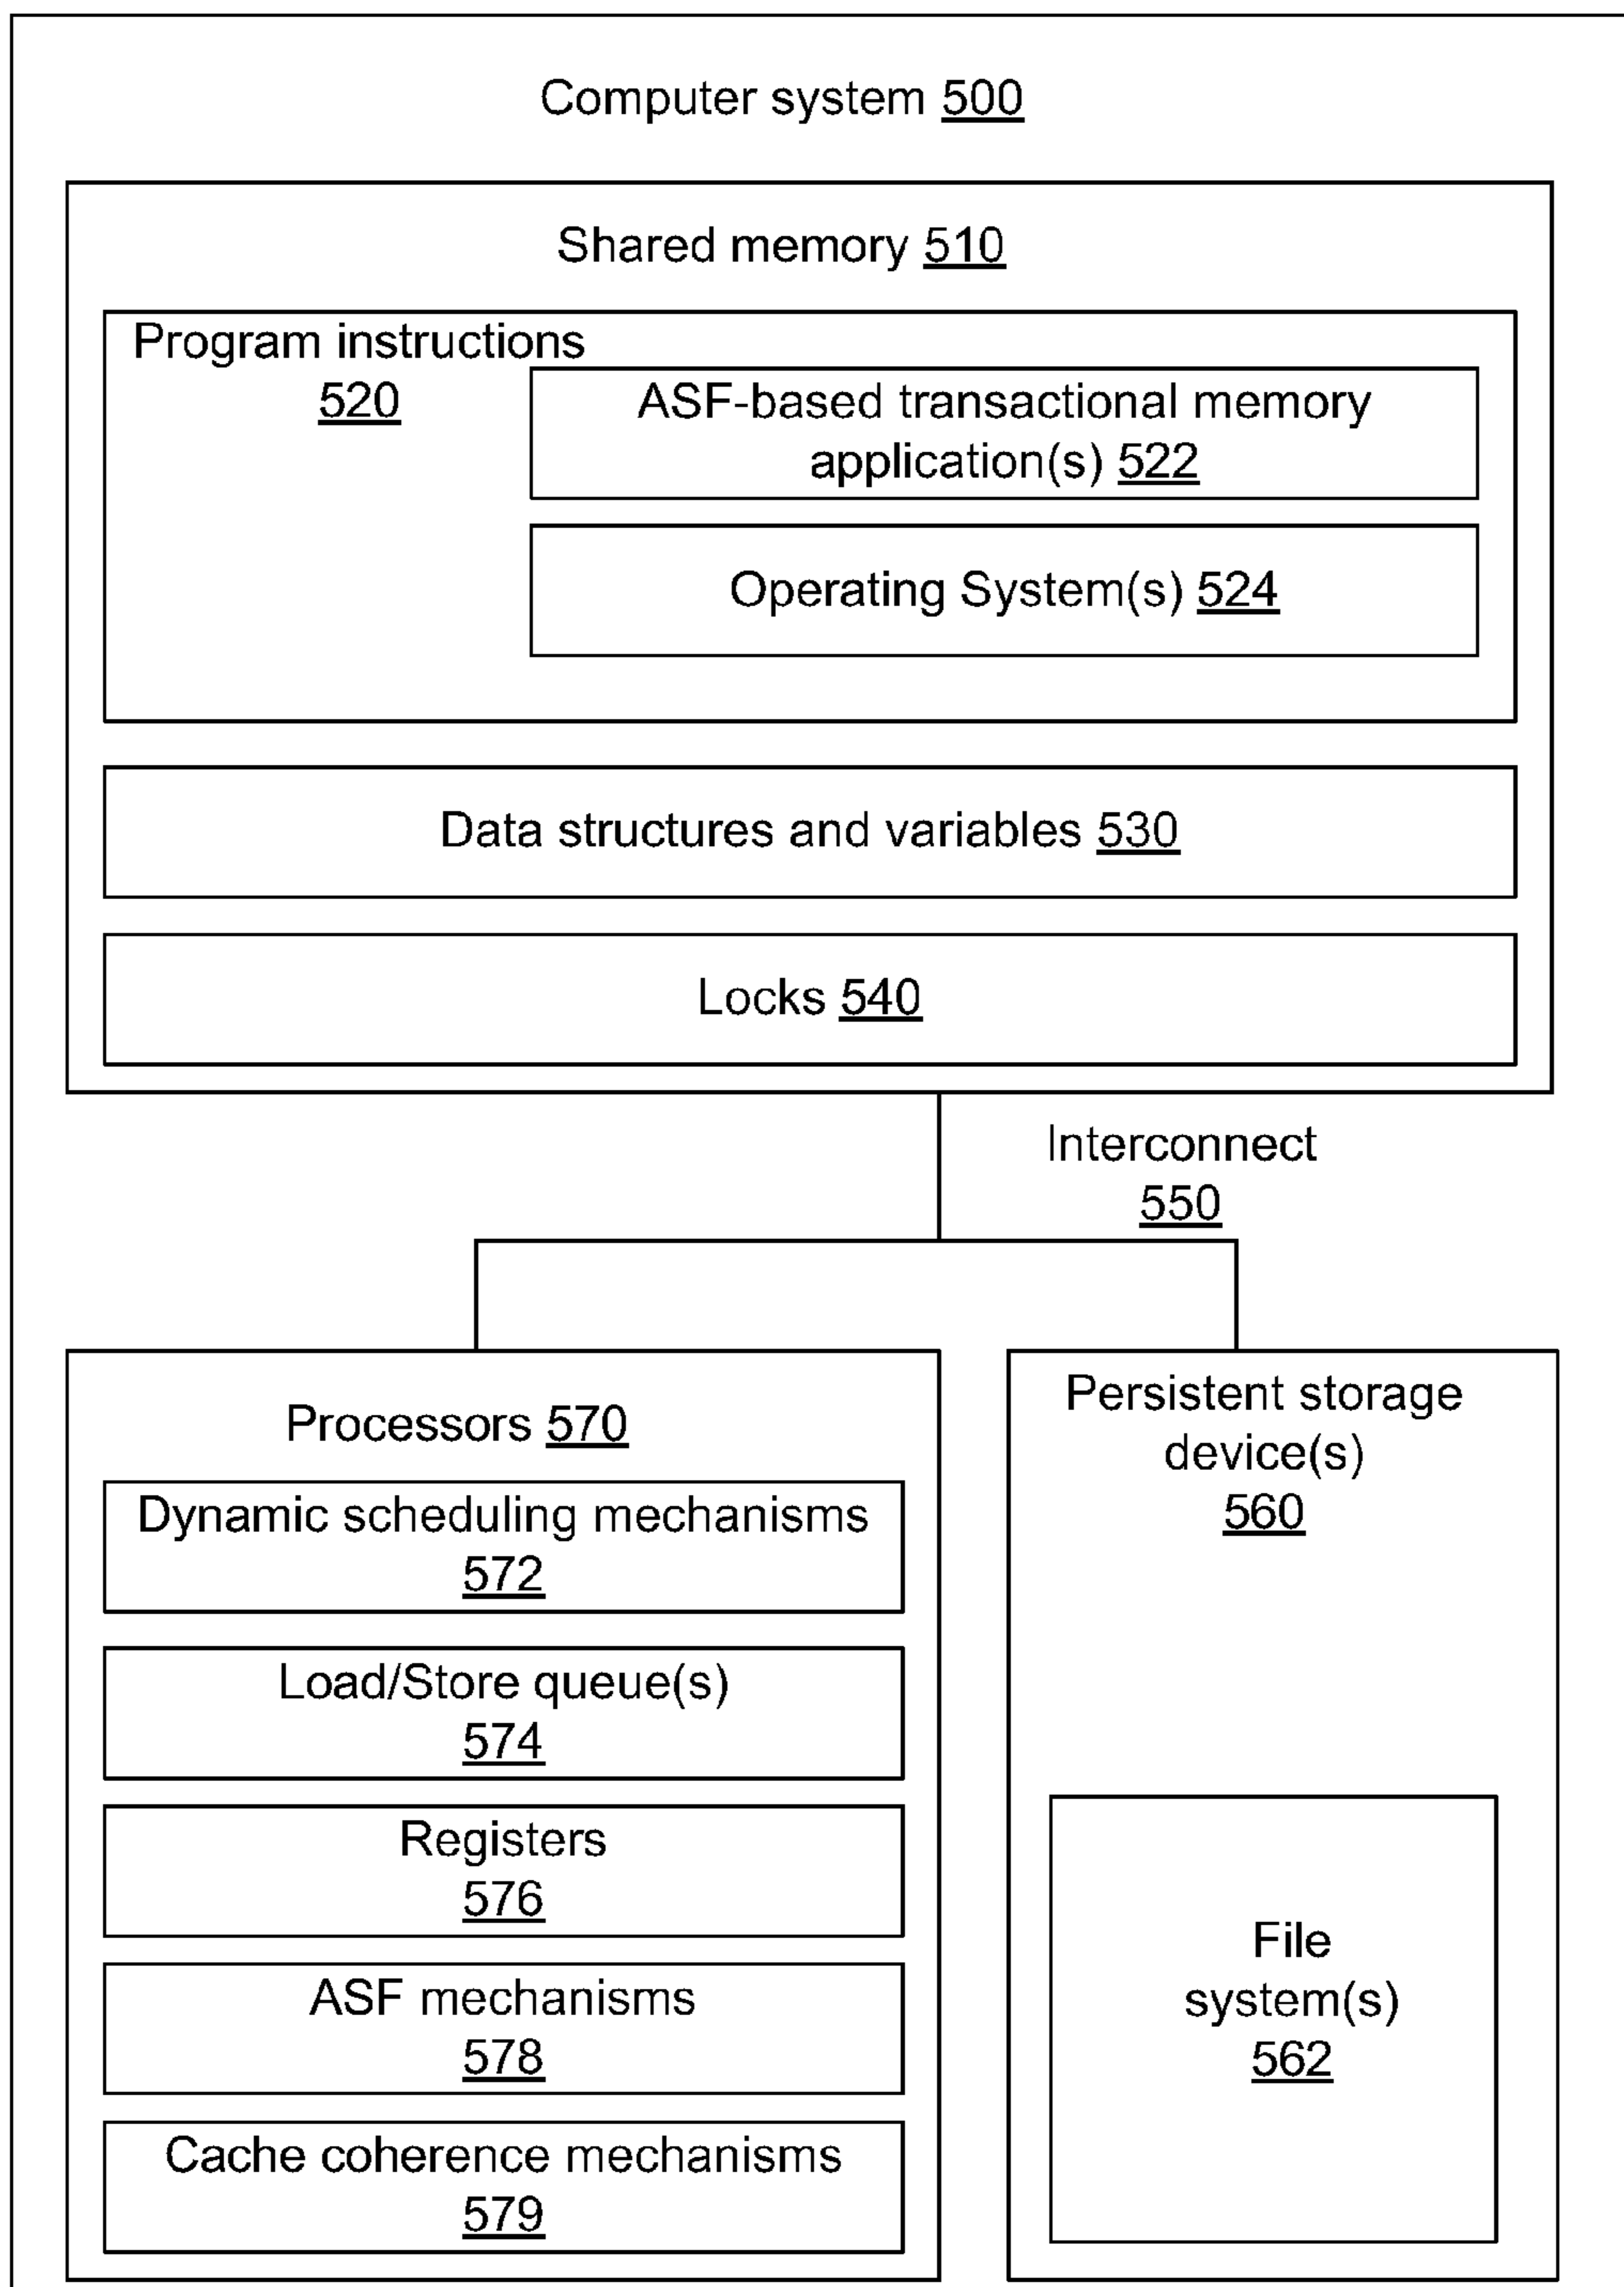 Computer system 500
Shared memory 510
Program instructions
520
ASF-based transactional memory
application(s) 522
Operating System(s) 524
Data structures and variables 530
Locks 540
Interconnect
550
Processors 570
Dynamic scheduling mechanisms
572
Load/Store queue(s)
574
Registers
576
ASF mechanisms
578
Cache coherence mechanisms
579
Persistent storage
device(s)
560
File
system(s)
562